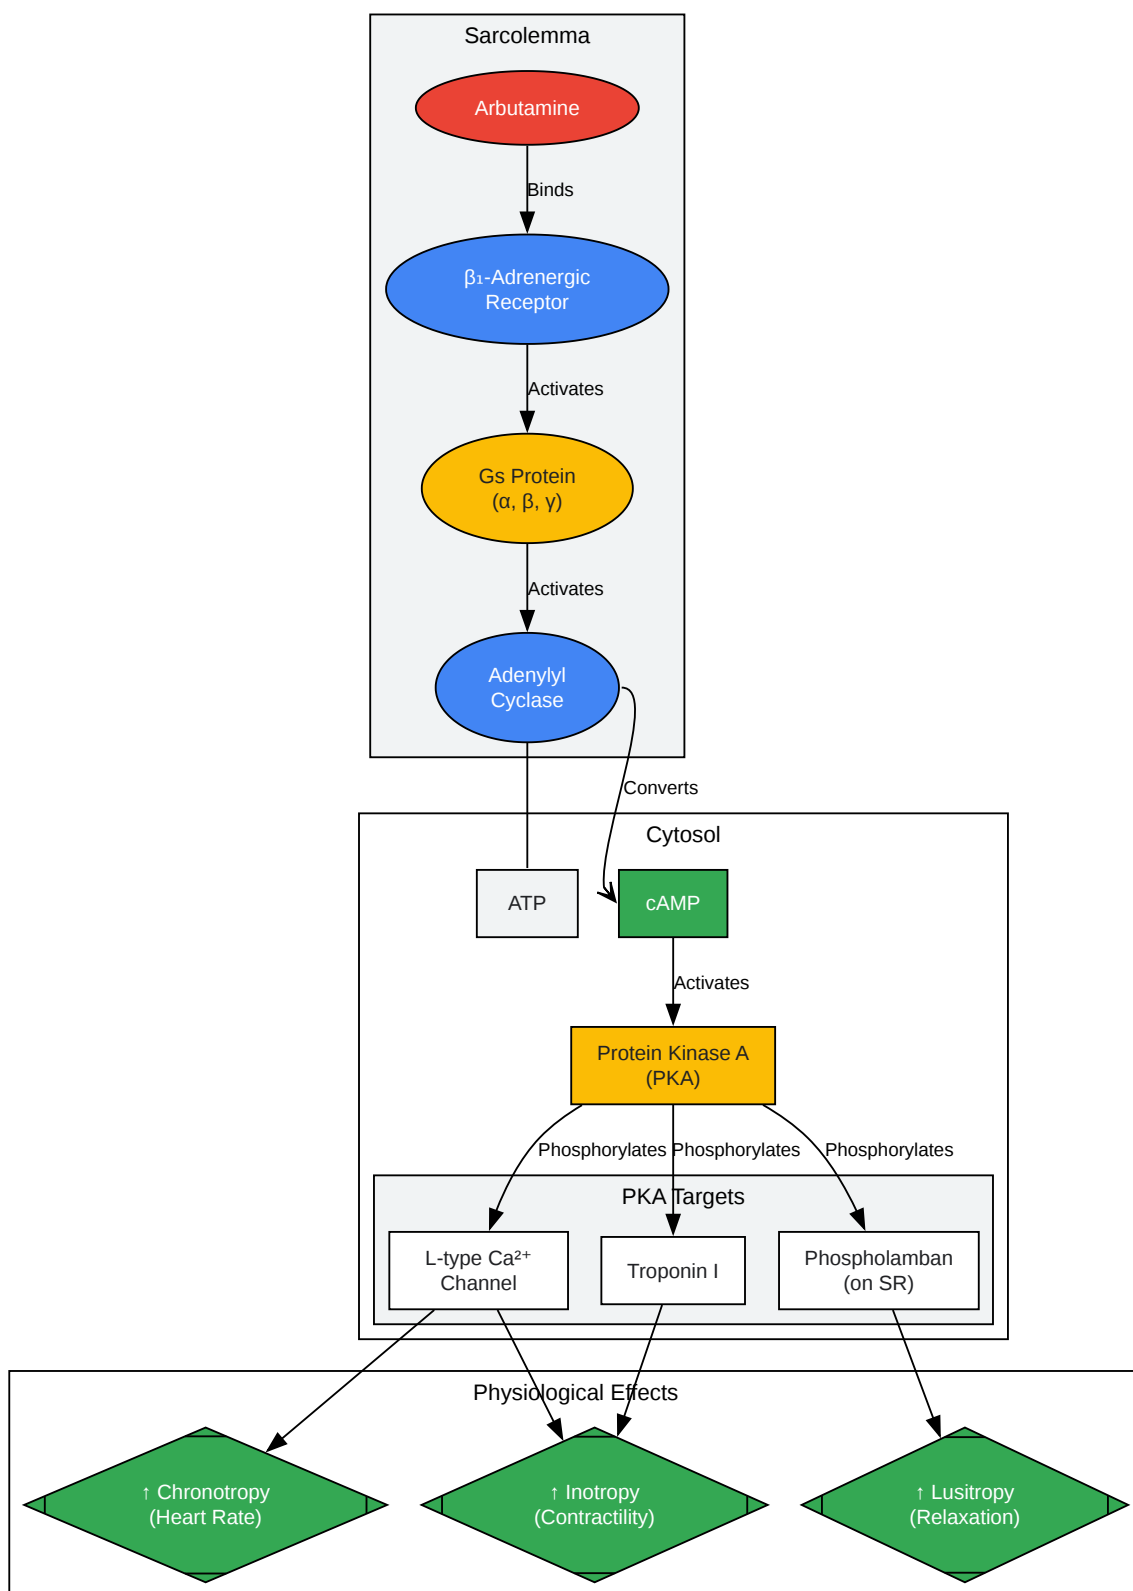 Sarcolemma
Arbutamine
Binds
β₁-Adrenergic
Receptor
Activates
Gs Protein
(α, β, γ)
Activates
Adenylyl
Cyclase
Converts
Cytosol
ATP
cAMP
Activates
Protein Kinase A
(PKA)
Phosphorylates
Phosphorylates
Phosphorylates
PKA Targets
L-type Ca²⁺
Channel
Troponin I
Phospholamban
(on SR)
Physiological Effects
↑ Chronotropy
(Heart Rate)
↑ Inotropy
(Contractility)
↑ Lusitropy
(Relaxation)